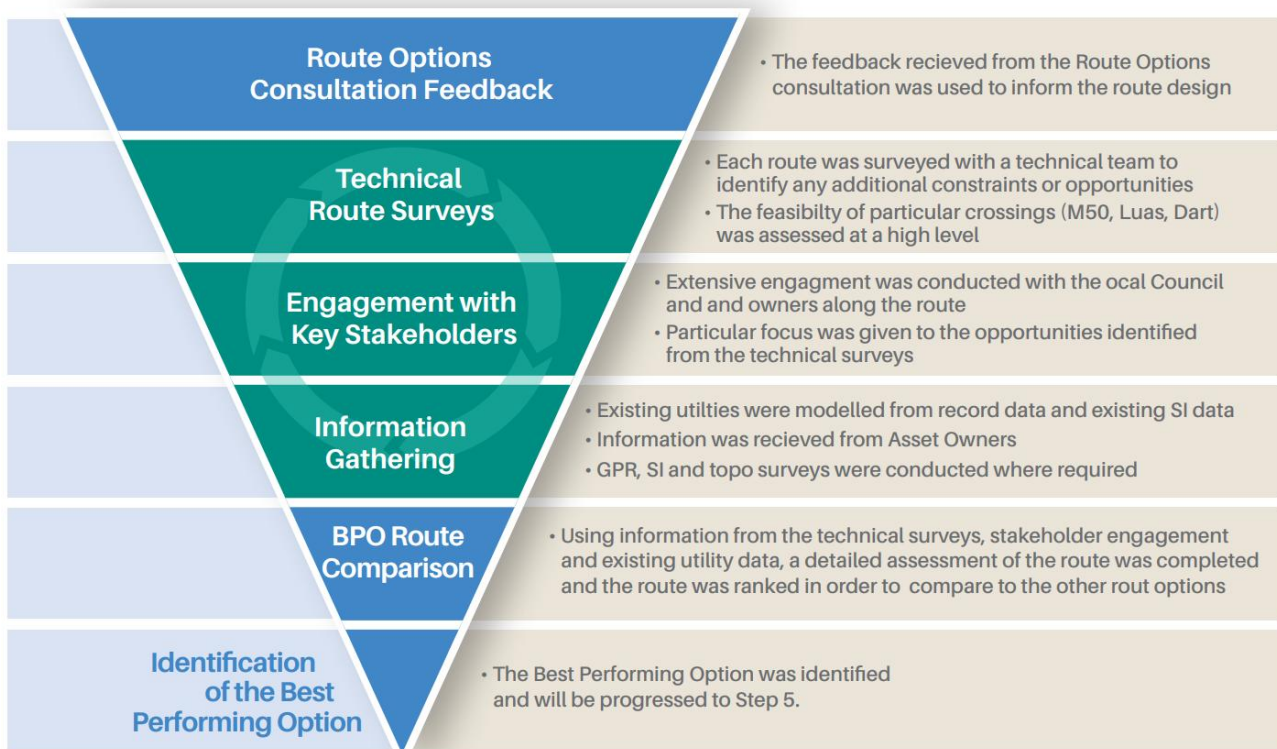 Route Options
Consultation Feedback
• The feedback recieved from the Route Options
consultation was used to inform the route design
Technical
Route Surveys
• Each route was surveyed with a technical team to
identify any additional constraints or opportunities
• The feasibilty of particular crossings (M50, Luas, Dart)
was assessed at a high level
Engagement with
Key Stakeholders
• Extensive engagment was conducted with the ocal Council
and and owners along the route
• Particular focus was given to the opportunities identified
from the technical surveys
Information
Gathering
• Existing utilties were modelled from record data and existing SI data
• Information was recieved from Asset Owners
• GPR, SI and topo surveys were conducted where required
BPO Route
Comparison
• Using information from the technical surveys, stakeholder engagement
and existing utility data, a detailed assessment of the route was completed
and the route was ranked in order to compare to the other rout options
Identification
of the Best
Performing Option
• The Best Performing Option was identified
and will be progressed to Step 5.